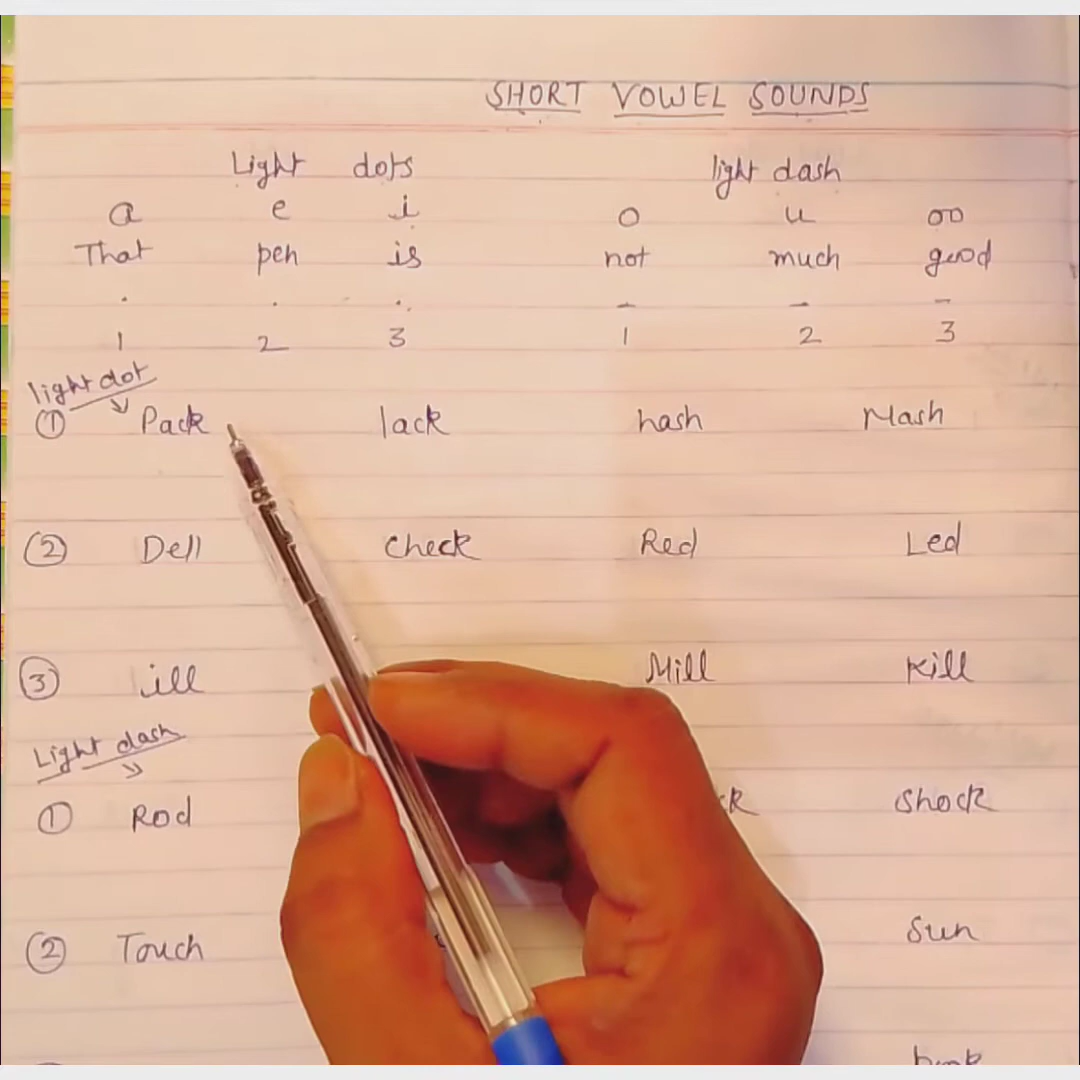 SHORT VOWEL SOUNDS
Light dots light dash
a e i o u oo
That pen is not much good
. . . – – –
1 2 3 1 2 3
light dot
① Pack lack hash Mash
② Dell Check Red Led
③ ill Mill Kill
Light dash
① Rod Shock
② Touch Sun